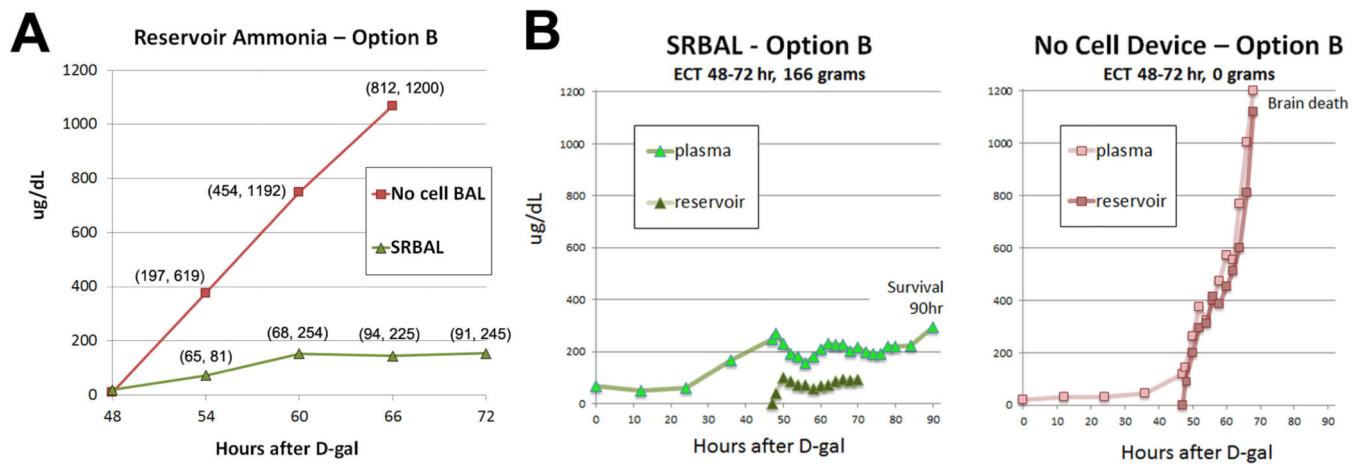 A
Reservoir Ammonia – Option B
1200
1000
800
600
400
200
0
ug/dL
48
54
60
66
72
Hours after D-gal
(812, 1200)
(454, 1192)
(197, 619)
(65, 81)
(68, 254)
(94, 225)
(91, 245)
No cell BAL
SRBAL
B
SRBAL - Option B
ECT 48-72 hr, 166 grams
1200
1000
800
600
400
200
0
ug/dL
plasma
reservoir
Survival
90hr
0 10 20 30 40 50 60 70 80 90
Hours after D-gal
No Cell Device – Option B
ECT 48-72 hr, 0 grams
1200
1000
800
600
400
200
0
plasma
reservoir
Brain death
0 10 20 30 40 50 60 70 80 90
Hours after D-gal